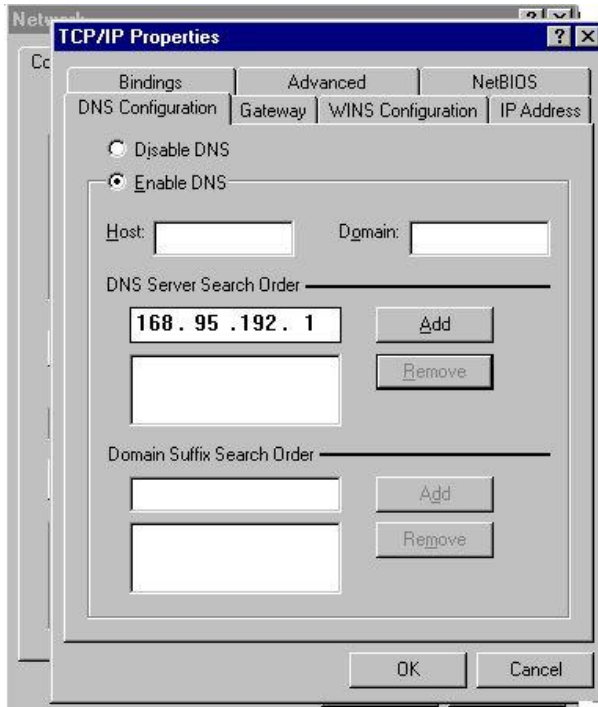 Network
TCP/IP Properties
Bindings Advanced NetBIOS
DNS Configuration Gateway WINS Configuration IP Address
Disable DNS
Enable DNS
Host: Domain:
DNS Server Search Order
168 . 95 .192 . 1 Add
Remove
Domain Suffix Search Order
Add
Remove
OK Cancel